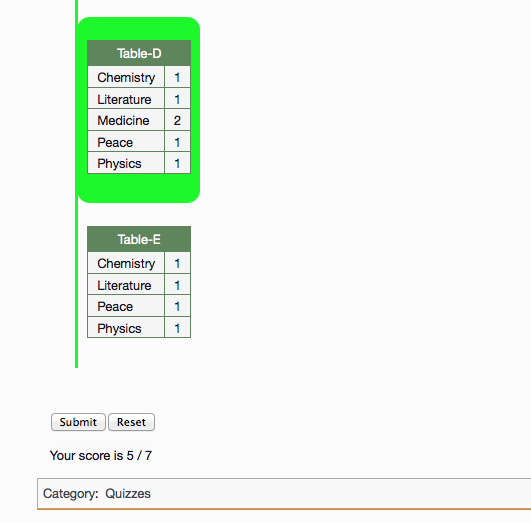 Table-D
Chemistry 1
Literature 1
Medicine 2
Peace 1
Physics 1
Table-E
Chemistry 1
Literature 1
Peace 1
Physics 1
Submit Reset
Your score is 5 / 7
Category: Quizzes